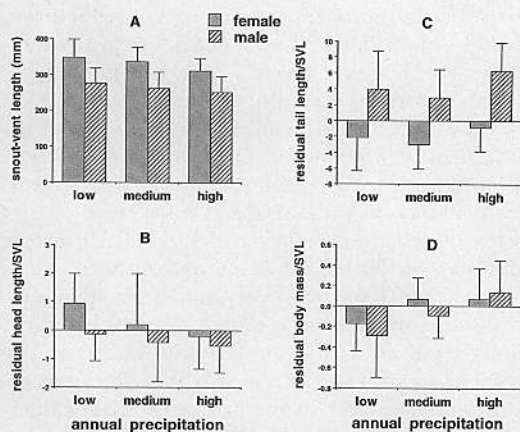 A
female
male
snout-vent length (mm)
400
300
200
100
0
low medium high
C
residual tail length/SVL
10
8
6
4
2
0
-2
-4
-6
-8
low medium high
B
residual head length/SVL
3
2
1
0
-1
-2
low medium high
annual precipitation
D
residual body mass/SVL
0.6
0.4
0.2
0.0
-0.2
-0.4
-0.6
-0.8
low medium high
annual precipitation